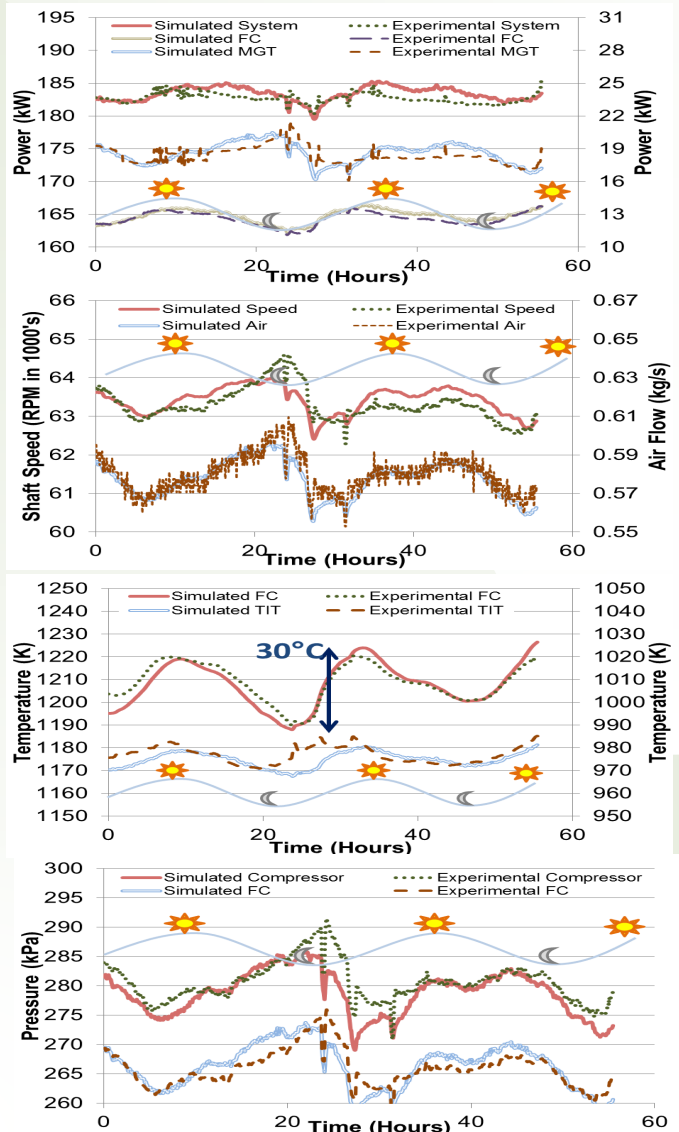 Simulated System
Experimental System
Simulated FC
Experimental FC
Simulated MGT
Experimental MGT
Power (kW)
195
190
185
180
175
170
165
160
31
28
25
22
19
16
13
10
Power (kW)
0
20
40
60
Time (Hours)
Simulated Speed
Experimental Speed
Simulated Air
Experimental Air
Shaft Speed (RPM in 1000's)
66
65
64
63
62
61
60
0.67
0.65
0.63
0.61
0.59
0.57
0.55
Air Flow (kg/s)
0
20
40
60
Time (Hours)
Simulated FC
Experimental FC
Simulated TIT
Experimental TIT
30°C
Temperature (K)
1250
1240
1230
1220
1210
1200
1190
1180
1170
1160
1150
1050
1040
1030
1020
1010
1000
990
980
970
960
950
Temperature (K)
0
20
40
60
Time (Hours)
Simulated Compressor
Experimental Compressor
Simulated FC
Experimental FC
Pressure (kPa)
300
295
290
285
280
275
270
265
260
0
20
40
60
Time (Hours)